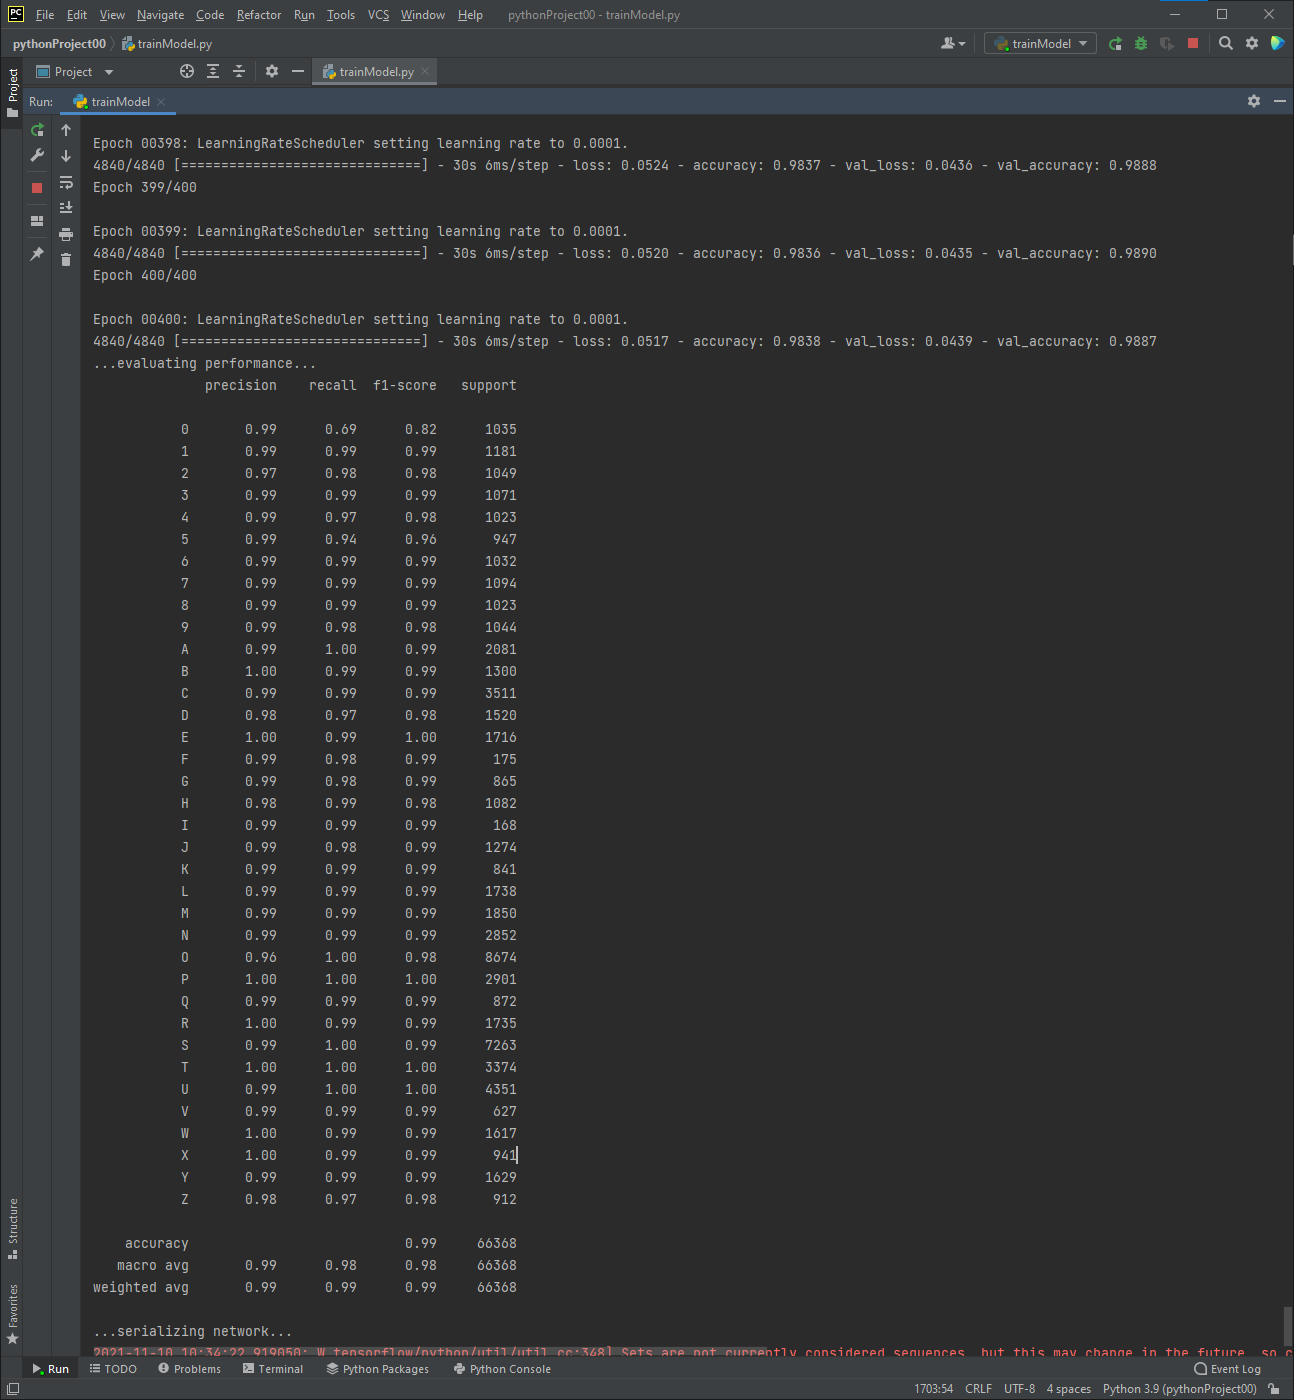 PC File Edit View Navigate Code Refactor Run Tools VCS Window Help pythonProject00 - trainModel.py
pythonProject00 trainModel.py trainModel
Project trainModel.py
Project
Run: trainModel
Epoch 00398: LearningRateScheduler setting learning rate to 0.0001.
4840/4840 [==============================] - 30s 6ms/step - loss: 0.0524 - accuracy: 0.9837 - val_loss: 0.0436 - val_accuracy: 0.9888
Epoch 399/400
Epoch 00399: LearningRateScheduler setting learning rate to 0.0001.
4840/4840 [==============================] - 30s 6ms/step - loss: 0.0520 - accuracy: 0.9836 - val_loss: 0.0435 - val_accuracy: 0.9890
Epoch 400/400
Epoch 00400: LearningRateScheduler setting learning rate to 0.0001.
4840/4840 [==============================] - 30s 6ms/step - loss: 0.0517 - accuracy: 0.9838 - val_loss: 0.0439 - val_accuracy: 0.9887
...evaluating performance...
precision recall f1-score support
0 0.99 0.69 0.82 1035
1 0.99 0.99 0.99 1181
2 0.97 0.98 0.98 1049
3 0.99 0.99 0.99 1071
4 0.99 0.97 0.98 1023
5 0.99 0.94 0.96 947
6 0.99 0.99 0.99 1032
7 0.99 0.99 0.99 1094
8 0.99 0.99 0.99 1023
9 0.99 0.98 0.98 1044
A 0.99 1.00 0.99 2081
B 1.00 0.99 0.99 1300
C 0.99 0.99 0.99 3511
D 0.98 0.97 0.98 1520
E 1.00 0.99 1.00 1716
F 0.99 0.98 0.99 175
G 0.99 0.98 0.99 865
H 0.98 0.99 0.98 1082
I 0.99 0.99 0.99 168
J 0.99 0.98 0.99 1274
K 0.99 0.99 0.99 841
L 0.99 0.99 0.99 1738
M 0.99 0.99 0.99 1850
N 0.99 0.99 0.99 2852
O 0.96 1.00 0.98 8674
P 1.00 1.00 1.00 2901
Q 0.99 0.99 0.99 872
R 1.00 0.99 0.99 1735
S 0.99 1.00 0.99 7263
T 1.00 1.00 1.00 3374
U 0.99 1.00 1.00 4351
V 0.99 0.99 0.99 627
W 1.00 0.99 0.99 1617
X 1.00 0.99 0.99 941
Y 0.99 0.99 0.99 1629
Z 0.98 0.97 0.98 912
accuracy 0.99 66368
macro avg 0.99 0.98 0.98 66368
weighted avg 0.99 0.99 0.99 66368
...serializing network...
2021-11-10 10:34:22.919050: W tensorflow/python/util/util.cc:348] Sets are not currently considered sequences, but this may change in the future, so c
Structure
Favorites
Run TODO Problems Terminal Python Packages Python Console Event Log
1703:54 CRLF UTF-8 4 spaces Python 3.9 (pythonProject00)